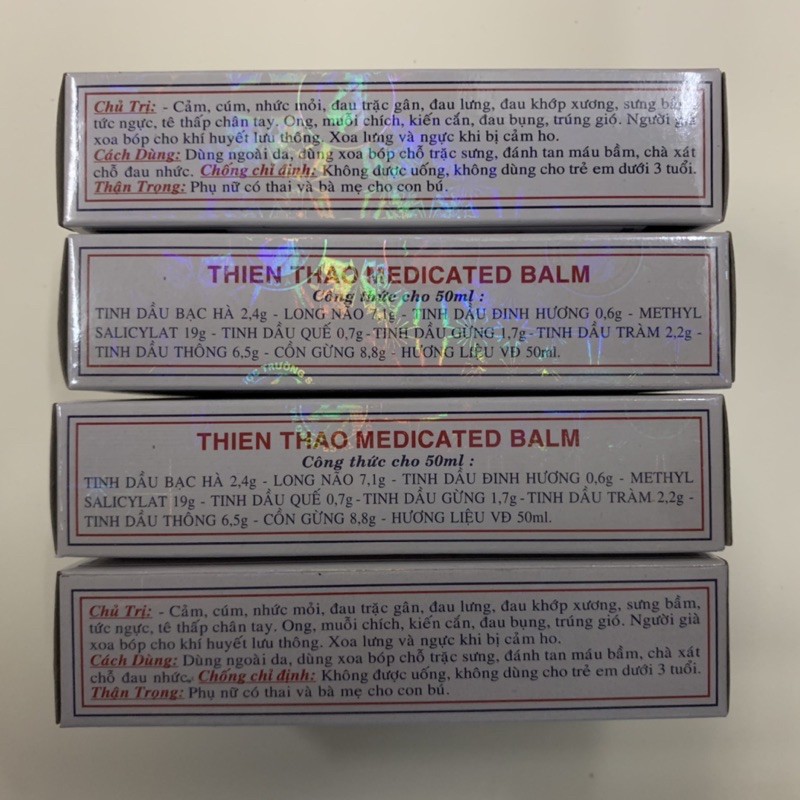 Chủ Trị: - Cảm, cúm, nhức mỏi, đau trặc gân, đau lưng, đau khớp xương, sưng
tức ngực, tê thấp chân tay. Ong, muỗi chích, kiến cắn, đau bụng, trúng gió. Người già
xoa bóp cho khí huyết lưu thông. Xoa lưng và ngực khi bị cảm ho.
Cách Dùng: Dùng ngoài da, dùng xoa bóp chỗ trặc sưng, đánh tan máu bầm, chà xát
chỗ đau nhức. Chống chỉ định: Không được uống, không dùng cho trẻ em dưới 3 tuổi.
Thận Trọng: Phụ nữ có thai và bà mẹ cho con bú.
THIEN THAO MEDICATED BALM
Công thức cho 50ml :
TINH DẦU BẠC HÀ 2,4g - LONG NÃO 7,1g - TINH DẦU ĐINH HƯƠNG 0,6g - METHYL
SALICYLAT 19g - TINH DẦU QUẾ 0,7g - TINH DẦU GỪNG 1,7g - TINH DẦU TRÀM 2,2g -
TINH DẦU THÔNG 6,5g - CỒN GỪNG 8,8g - HƯƠNG LIỆU VĐ 50ml.
TRƯỜNG S
THIEN THAO MEDICATED BALM
Công thức cho 50ml :
TINH DẦU BẠC HÀ 2,4g - LONG NÃO 7,1g - TINH DẦU ĐINH HƯƠNG 0,6g - METHYL
SALICYLAT 19g - TINH DẦU QUẾ 0,7g - TINH DẦU GỪNG 1,7g - TINH DẦU TRÀM 2,2g -
TINH DẦU THÔNG 6,5g - CỒN GỪNG 8,8g - HƯƠNG LIỆU VĐ 50ml.
Chủ Trị: - Cảm, cúm, nhức mỏi, đau trặc gân, đau lưng, đau khớp xương, sưng bầm,
tức ngực, tê thấp chân tay. Ong, muỗi chích, kiến cắn, đau bụng, trúng gió. Người già
xoa bóp cho khí huyết lưu thông. Xoa lưng và ngực khi bị cảm ho.
Cách Dùng: Dùng ngoài da, dùng xoa bóp chỗ trặc sưng, đánh tan máu bầm, chà xát
chỗ đau nhức. Chống chỉ định: Không được uống, không dùng cho trẻ em dưới 3 tuổi.
Thận Trọng: Phụ nữ có thai và bà mẹ cho con bú.